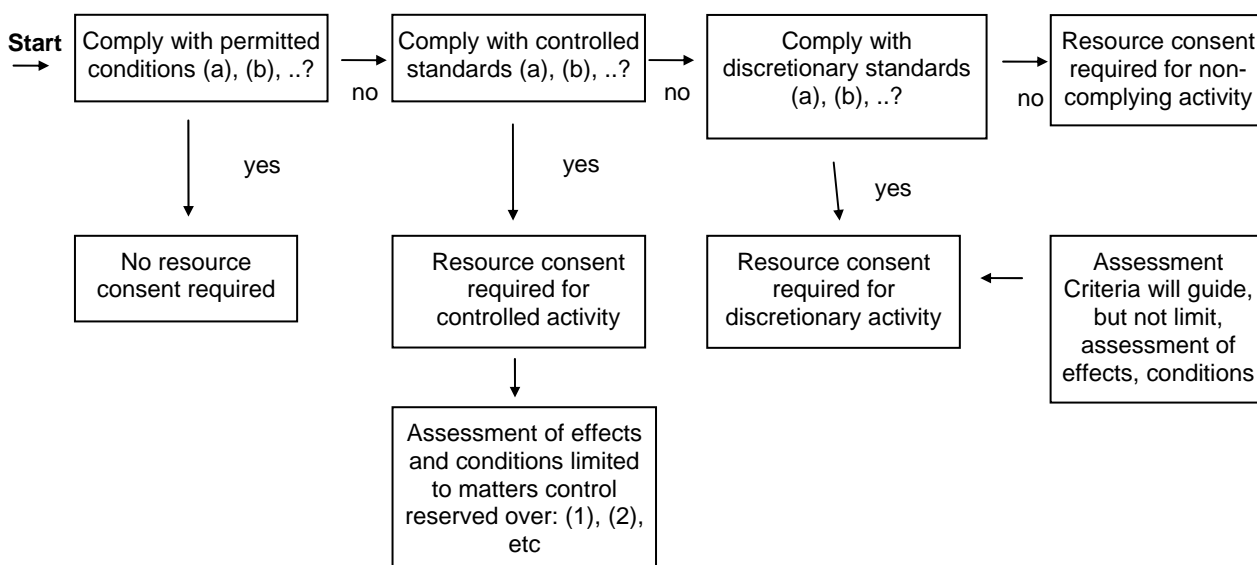 Start
Comply with permitted
conditions (a), (b), ..?
no
Comply with controlled
standards (a), (b), ..?
no
Comply with
discretionary standards
(a), (b), ..?
no
Resource consent
required for non-
complying activity
yes
yes
yes
No resource
consent required
Resource consent
required for
controlled activity
Resource consent
required for
discretionary activity
Assessment
Criteria will guide,
but not limit,
assessment of
effects, conditions
Assessment of effects
and conditions limited
to matters control
reserved over: (1), (2),
etc